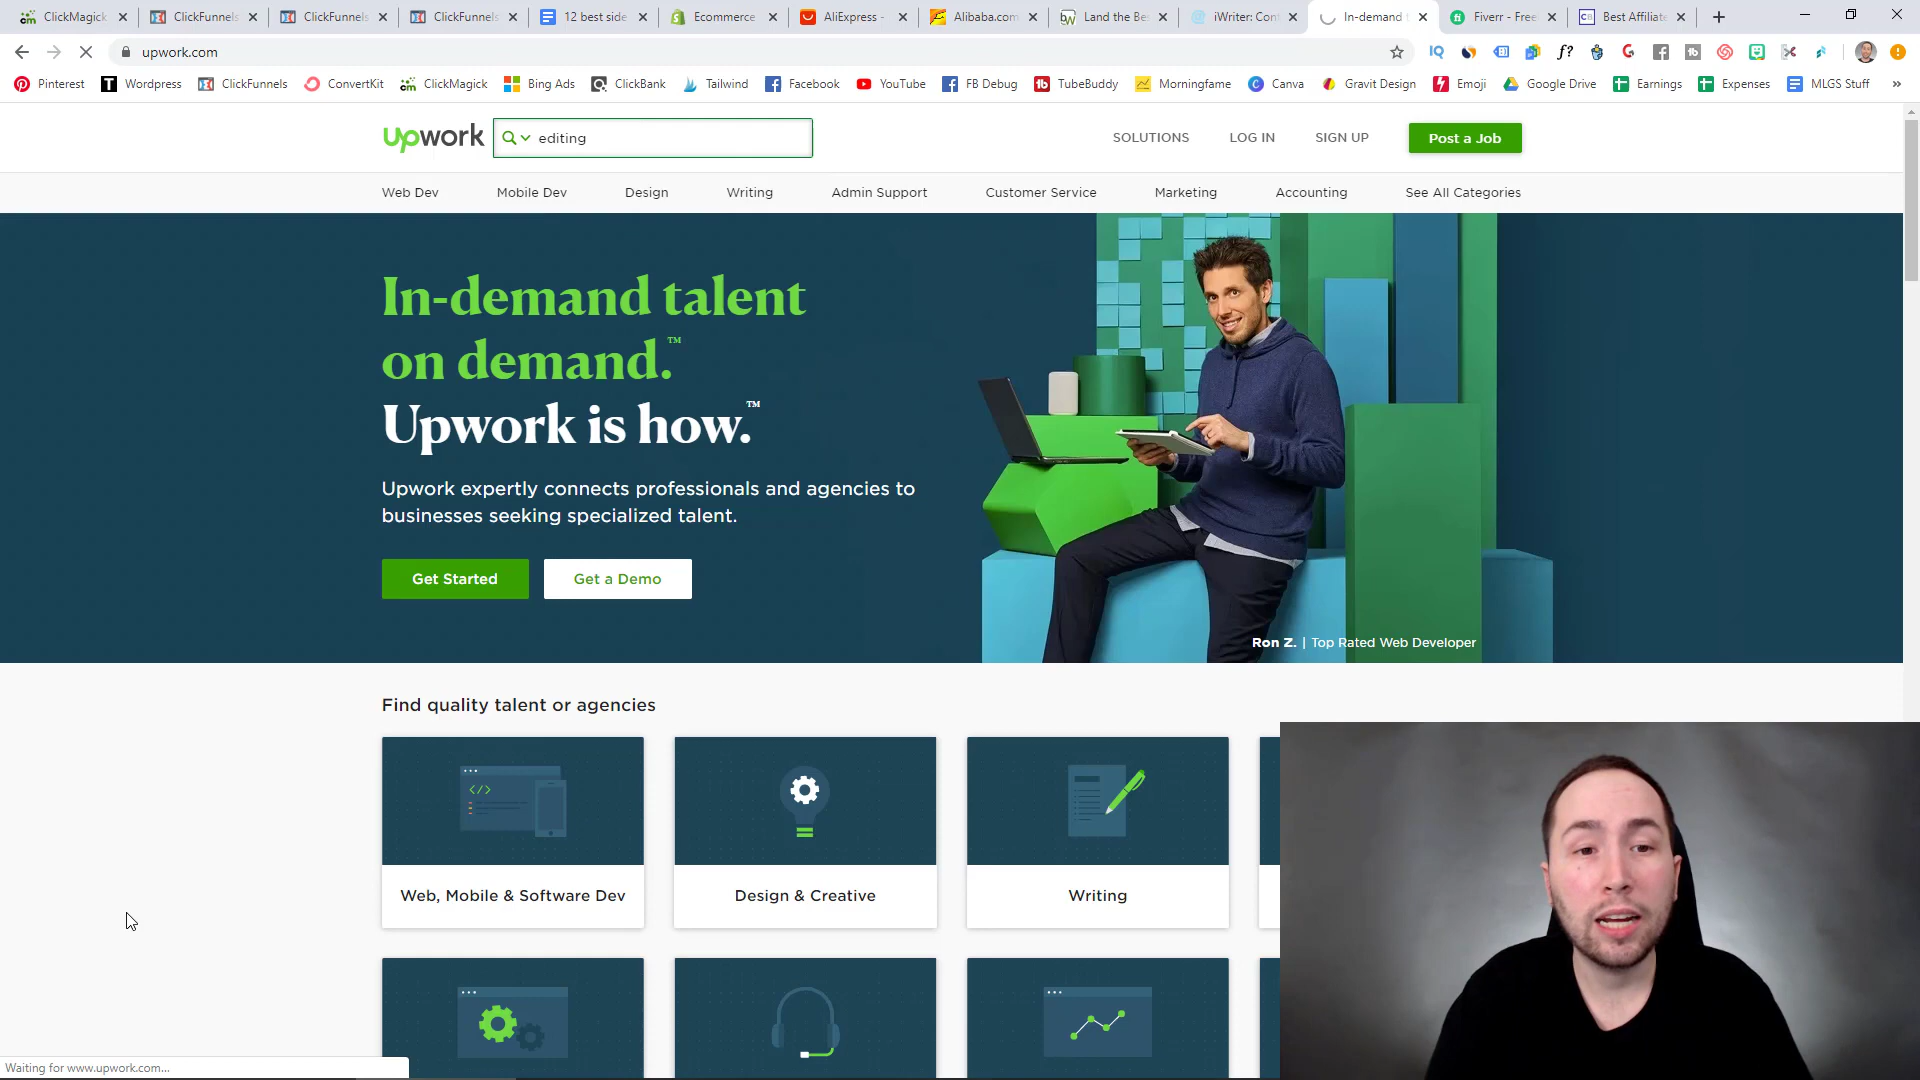 ClickMagick
ClickFunnels
ClickFunnels
ClickFunnels
12 best side
Ecommerce
AliExpress -
Alibaba.com
Land the Be
iWriter: Con
In-demand t
Fiverr - Free
Best Affiliate
upwork.com
Pinterest
Wordpress
ClickFunnels
ConvertKit
ClickMagick
Bing Ads
ClickBank
Tailwind
Facebook
YouTube
FB Debug
TubeBuddy
Morningfame
Canva
Gravit Design
Emoji
Google Drive
Earnings
Expenses
MLGS Stuff
upwork
editing
SOLUTIONS
LOG IN
SIGN UP
Post a Job
Web Dev
Mobile Dev
Design
Writing
Admin Support
Customer Service
Marketing
Accounting
See All Categories
In-demand talent
on demand.™
Upwork is how.™
Upwork expertly connects professionals and agencies to
businesses seeking specialized talent.
Get Started
Get a Demo
Ron Z. | Top Rated Web Developer
Find quality talent or agencies
Web, Mobile & Software Dev
Design & Creative
Writing
Waiting for www.upwork.com...